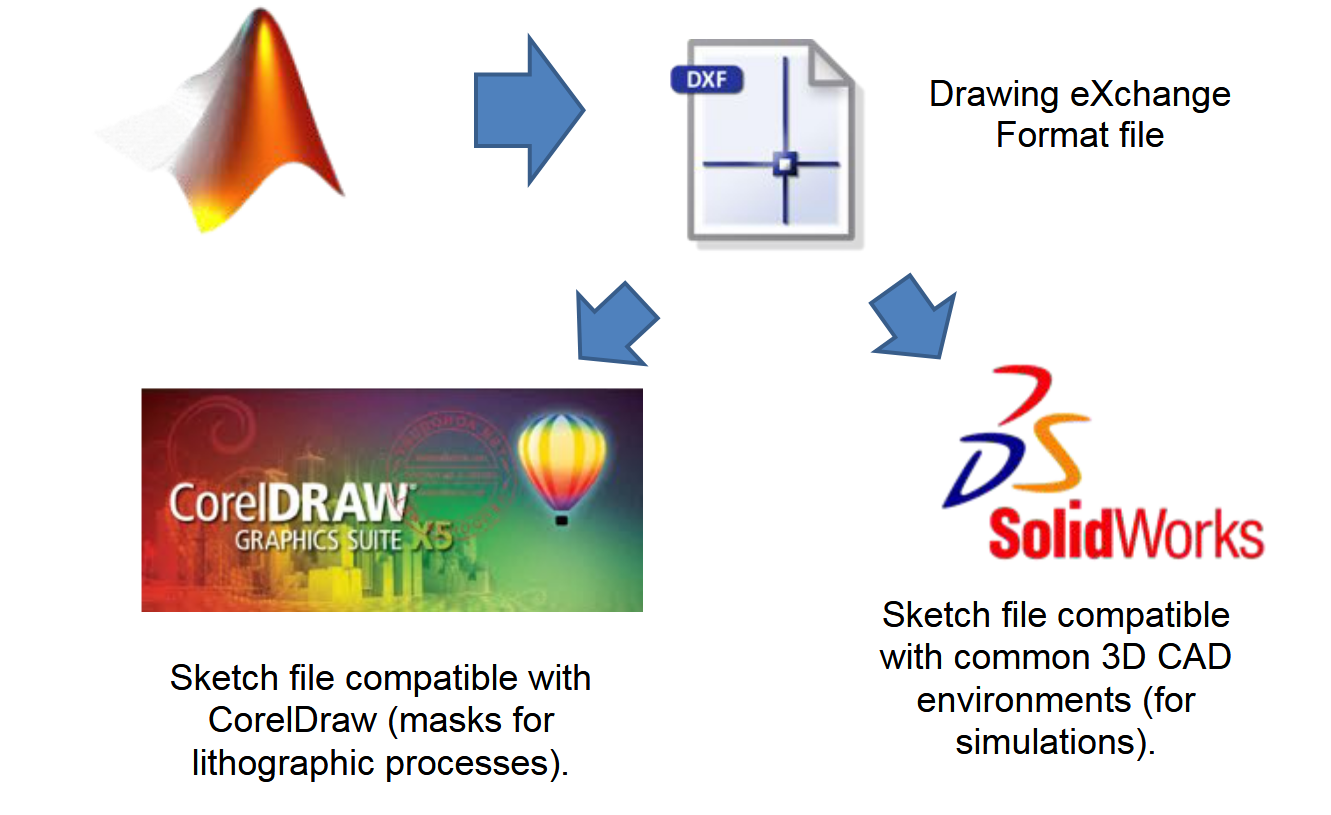 DXF
Drawing eXchange
Format file
CorelDRAW
GRAPHICS SUITE X5
SolidWorks
Sketch file compatible with
CorelDraw (masks for
lithographic processes).
Sketch file compatible
with common 3D CAD
environments (for
simulations).